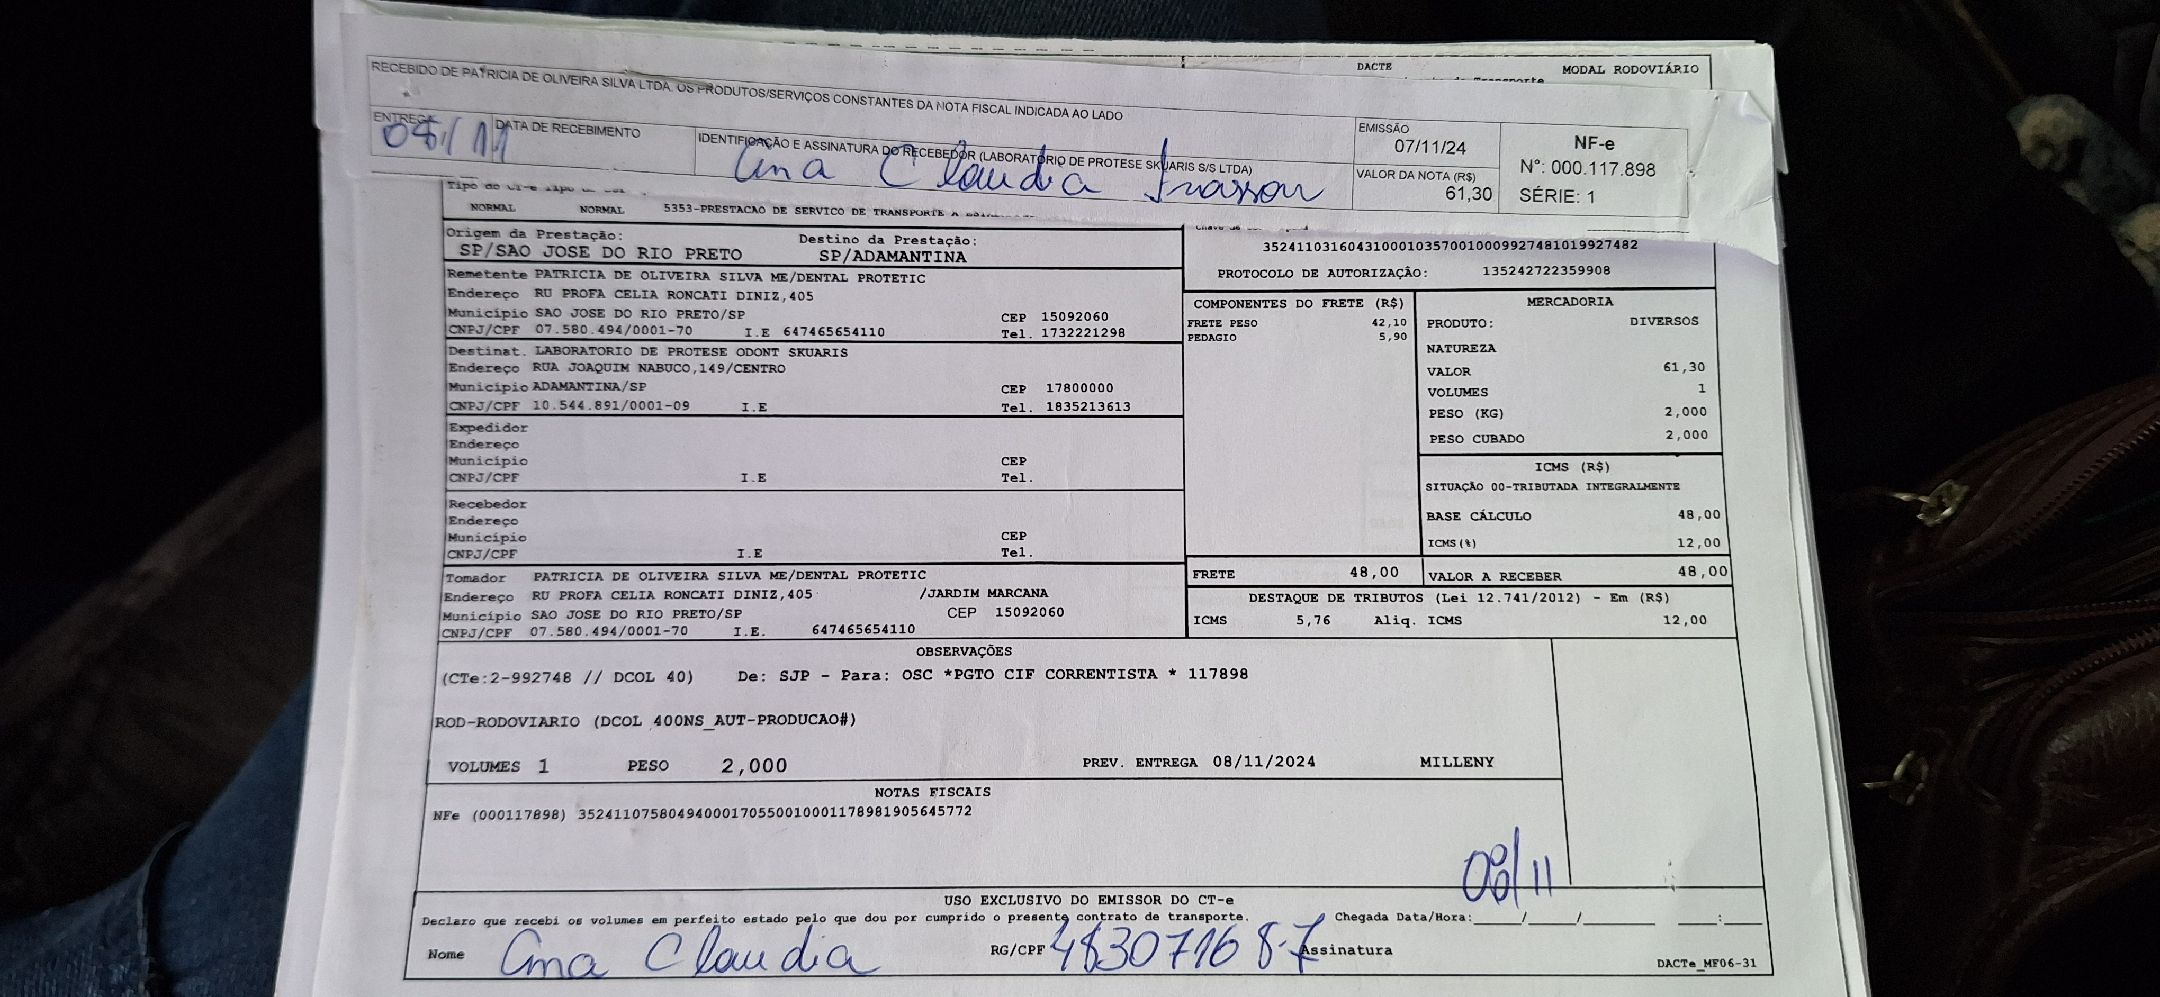 DACTE
MODAL RODOVIÁRIO
RECEBIDO DE PATRICIA DE OLIVEIRA SILVA LTDA. OS PRODUTOS/SERVIÇOS CONSTANTES DA NOTA FISCAL INDICADA AO LADO
ENTREGA 08/11
DATA DE RECEBIMENTO
IDENTIFICAÇÃO E ASSINATURA DO RECEBEDOR (LABORATORIO DE PROTESE SKUARIS S/S LTDA)
Ana Claudia
EMISSÃO
07/11/24
VALOR DA NOTA (R$)
61,30
NF-e
Nº: 000.117.898
SÉRIE: 1
NORMAL NORMAL 5353-PRESTACAO DE SERVICO DE TRANSPORTE A
Origem da Prestação: Destino da Prestação:
SP/SAO JOSE DO RIO PRETO SP/ADAMANTINA
35241103160431000103570010009927481019927482
PROTOCOLO DE AUTORIZAÇÃO: 135242722359908
Remetente PATRICIA DE OLIVEIRA SILVA ME/DENTAL PROTETIC
Endereço RU PROFA CELIA RONCATI DINIZ,405
Município SAO JOSE DO RIO PRETO/SP CEP 15092060
CNPJ/CPF 07.580.494/0001-70 I.E 647465654110 Tel. 1732221298
Destinat. LABORATORIO DE PROTESE ODONT SKUARIS
Endereço RUA JOAQUIM NABUCO,149/CENTRO
Município ADAMANTINA/SP CEP 17800000
CNPJ/CPF 10.544.891/0001-09 I.E Tel. 1835213613
Expedidor
Endereço
Município CEP
CNPJ/CPF I.E Tel.
Recebedor
Endereço
Município CEP
CNPJ/CPF I.E Tel.
Tomador PATRICIA DE OLIVEIRA SILVA ME/DENTAL PROTETIC
Endereço RU PROFA CELIA RONCATI DINIZ,405 /JARDIM MARCANA
Município SAO JOSE DO RIO PRETO/SP CEP 15092060
CNPJ/CPF 07.580.494/0001-70 I.E. 647465654110
COMPONENTES DO FRETE (R$)
FRETE PESO 42,10
PEDAGIO 5,90
MERCADORIA
PRODUTO: DIVERSOS
NATUREZA
VALOR 61,30
VOLUMES 1
PESO (KG) 2,000
PESO CUBADO 2,000
ICMS (R$)
SITUAÇÃO 00-TRIBUTADA INTEGRALMENTE
BASE CÁLCULO 48,00
ICMS(%) 12,00
FRETE 48,00 VALOR A RECEBER 48,00
DESTAQUE DE TRIBUTOS (Lei 12.741/2012) - Em (R$)
ICMS 5,76 Aliq. ICMS 12,00
OBSERVAÇÕES
(CTe:2-992748 // DCOL 40) De: SJP - Para: OSC *PGTO CIF CORRENTISTA * 117898
ROD-RODOVIARIO (DCOL 400NS_AUT-PRODUCAO#)
VOLUMES 1 PESO 2,000 PREV. ENTREGA 08/11/2024 MILLENY
NOTAS FISCAIS
NFe (000117898) 35241107580494000170550010001178981905645772
08/11
USO EXCLUSIVO DO EMISSOR DO CT-e
Declaro que recebi os volumes em perfeito estado pelo que dou por cumprido o presente contrato de transporte. Chegada Data/Hora:____/____/____ __:__
Nome Ana Claudia RG/CPF 48307168-7 Assinatura
DACTe_MF06-31